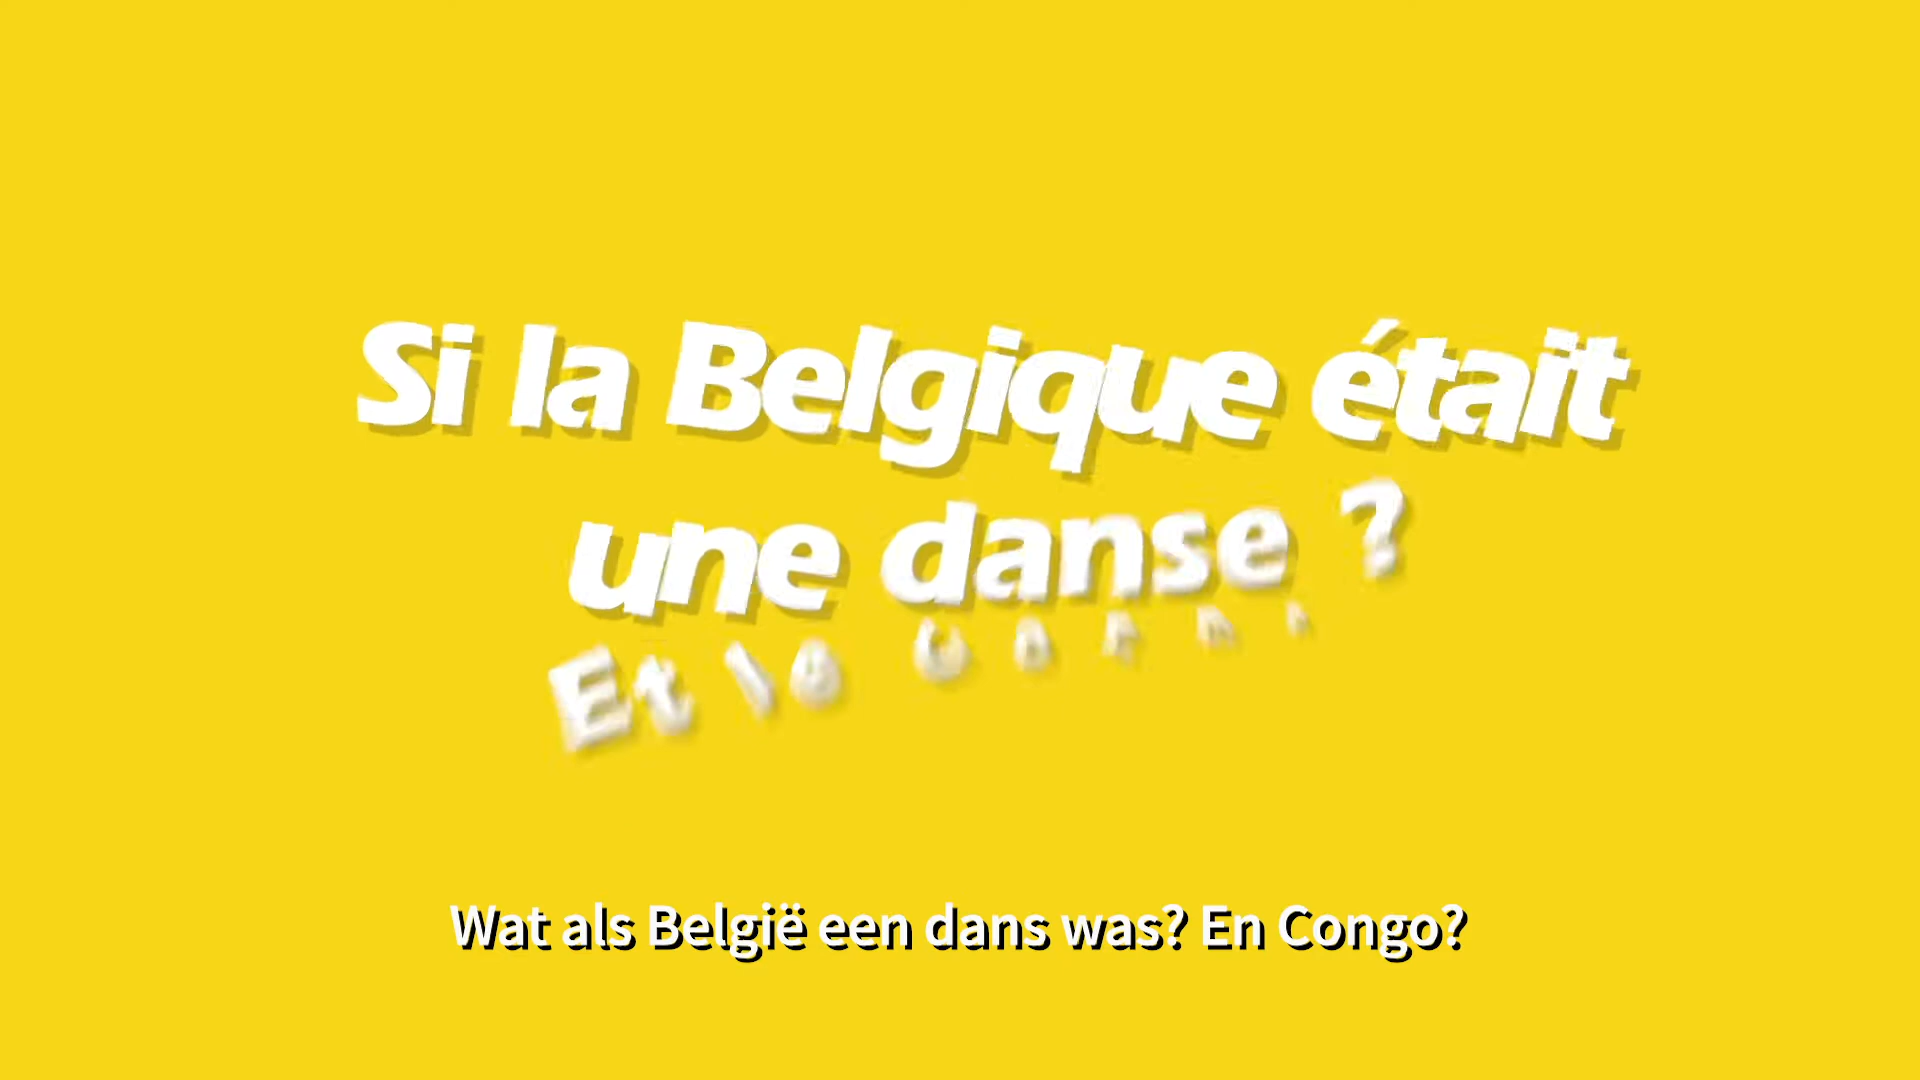 Si la Belgique était
une danse ?
Et le
Wat als België een dans was? En Congo?